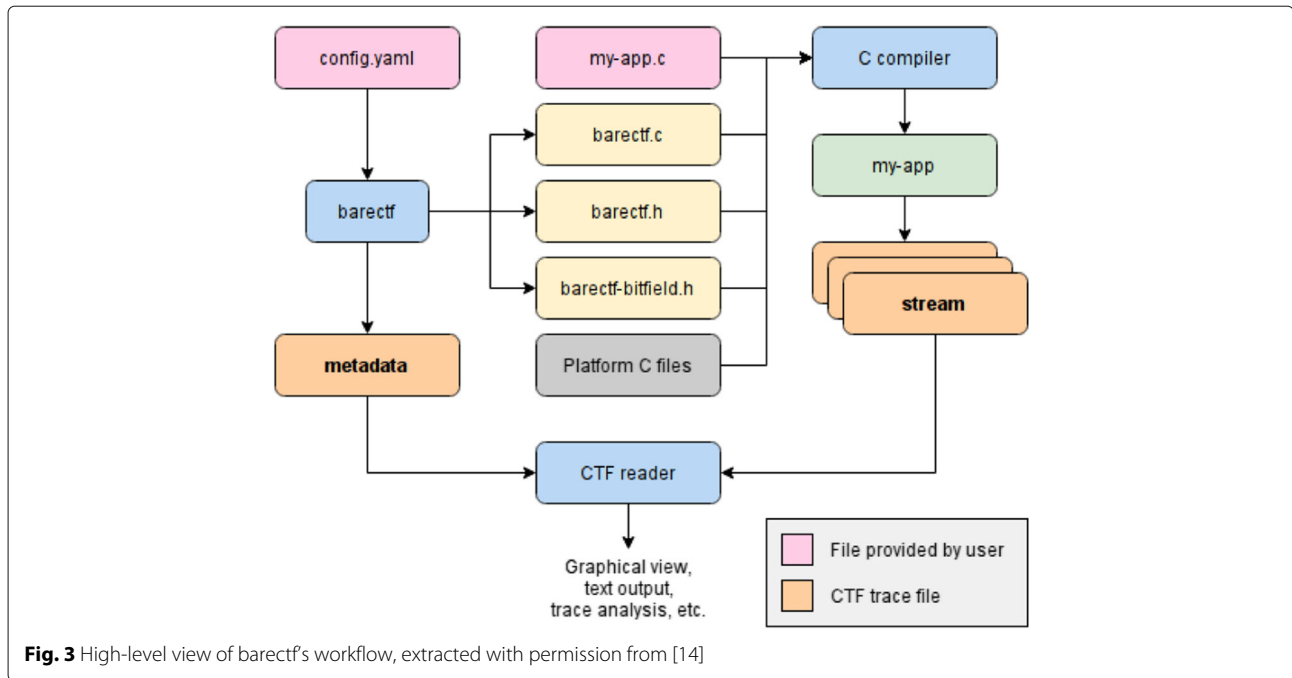 config.yaml
my-app.c
C compiler
barectf.c
my-app
barectf
barectf.h
barectf-bitfield.h
stream
metadata
Platform C files
CTF reader
Graphical view,
text output,
trace analysis, etc.
File provided by user
CTF trace file
Fig. 3 High-level view of barectf's workflow, extracted with permission from [14]